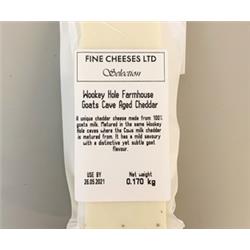 FINE CHEESES LTD
Selection
Wookey Hole Farmhouse
Goats Cave Aged Cheddar
A unique chedder cheese made from 100%
goats milk. Matured in the same Wookey
Hole caves where the Cows milk cheddar
is matured from. It has a mild savoury
with a distinctive yet subtle goat
flavour.
USE BY
26.05.2021
Net weight
0.170 kg